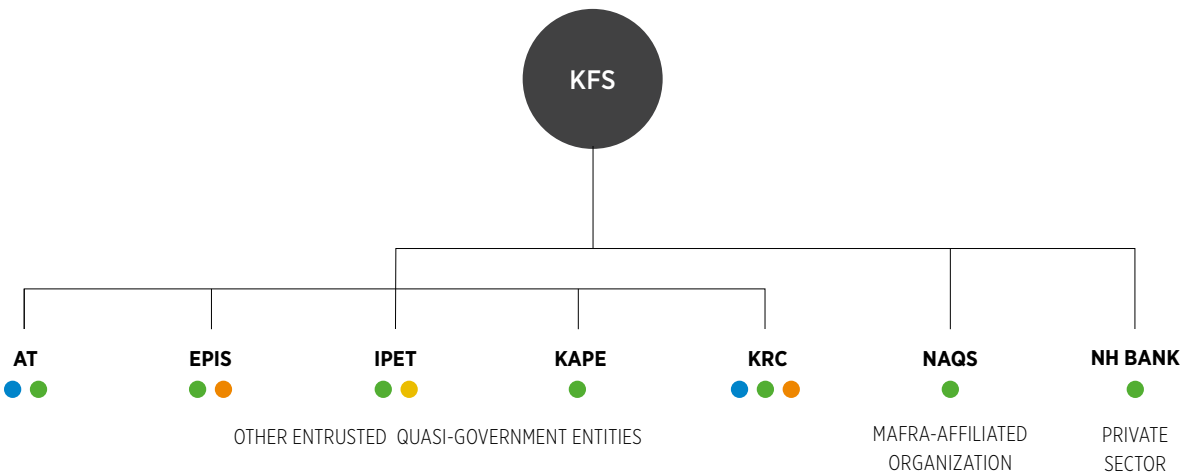 KFS
AT
EPIS
IPET
KAPE
KRC
NAQS
NH BANK
OTHER ENTRUSTED QUASI-GOVERNMENT ENTITIES
MAFRA-AFFILIATED
ORGANIZATION
PRIVATE
SECTOR